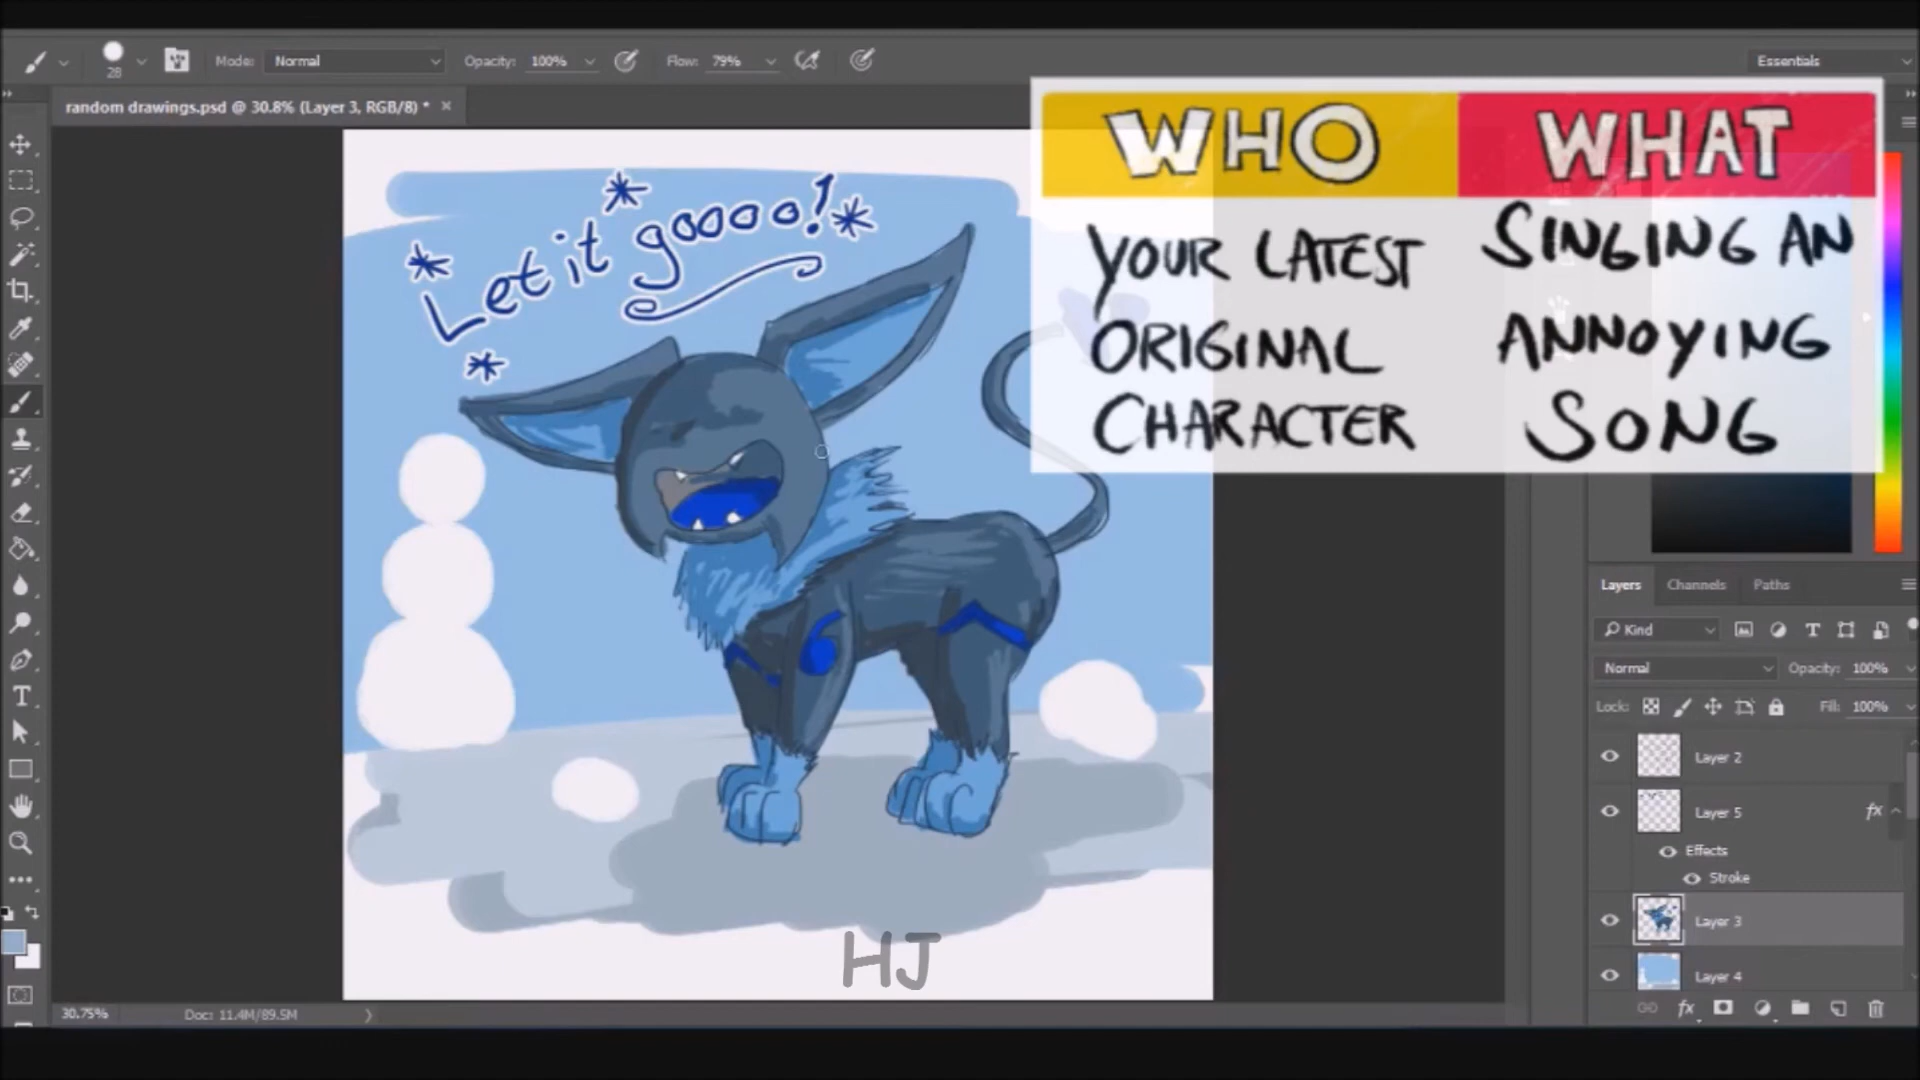 Mode: Normal Opacity: 100% Flow: 79% Essentials
28
random drawings.psd @ 30.8% (Layer 3, RGB/8) *
WHO WHAT
YOUR LATEST
ORIGINAL
CHARACTER
SINGING AN
ANNOYING
SONG
*Let it goooo!*
Layers Channels Paths
Kind
Normal Opacity: 100%
Lock: Fill: 100%
Layer 2
Layer 5 fx
Effects
Stroke
Layer 3
Layer 4
fx
HJ
30.75% Doc: 11.4M/89.5M